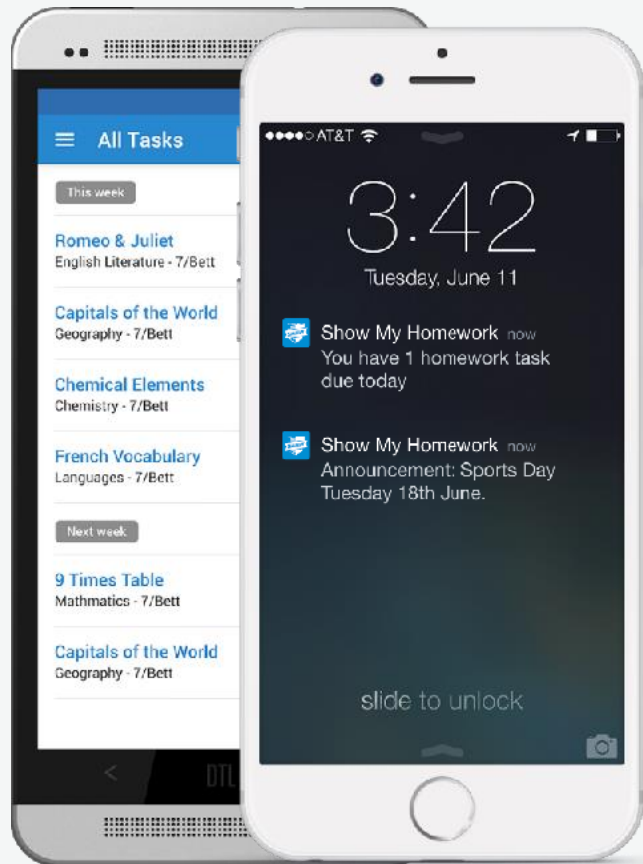 All Tasks
This week
Romeo & Juliet
English Literature - 7/Bett
Capitals of the World
Geography - 7/Bett
Chemical Elements
Chemistry - 7/Bett
French Vocabulary
Languages - 7/Bett
Next week
9 Times Table
Mathmatics - 7/Bett
Capitals of the World
Geography - 7/Bett
DTL
AT&T
3:42
Tuesday, June 11
Show My Homework now
You have 1 homework task
due today
Show My Homework now
Announcement: Sports Day
Tuesday 18th June.
slide to unlock